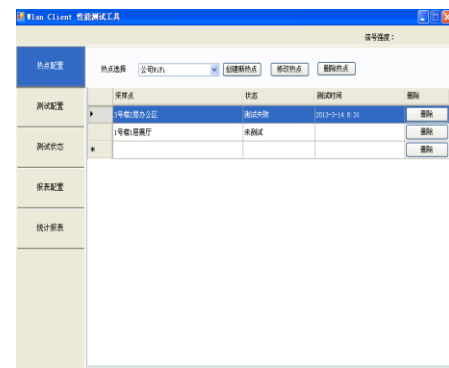 Wlan Client 性能测试工具
信号强度：
热点配置
热点选择 公司WiFi 创建新热点 修改热点 删除热点
采样点 状态 测试时间 删除
3号楼2层办公区 测试失败 2013-3-14 8:31 删除
1号楼1层展厅 未测试 删除
删除
测试配置
测试状态
报表配置
统计报表